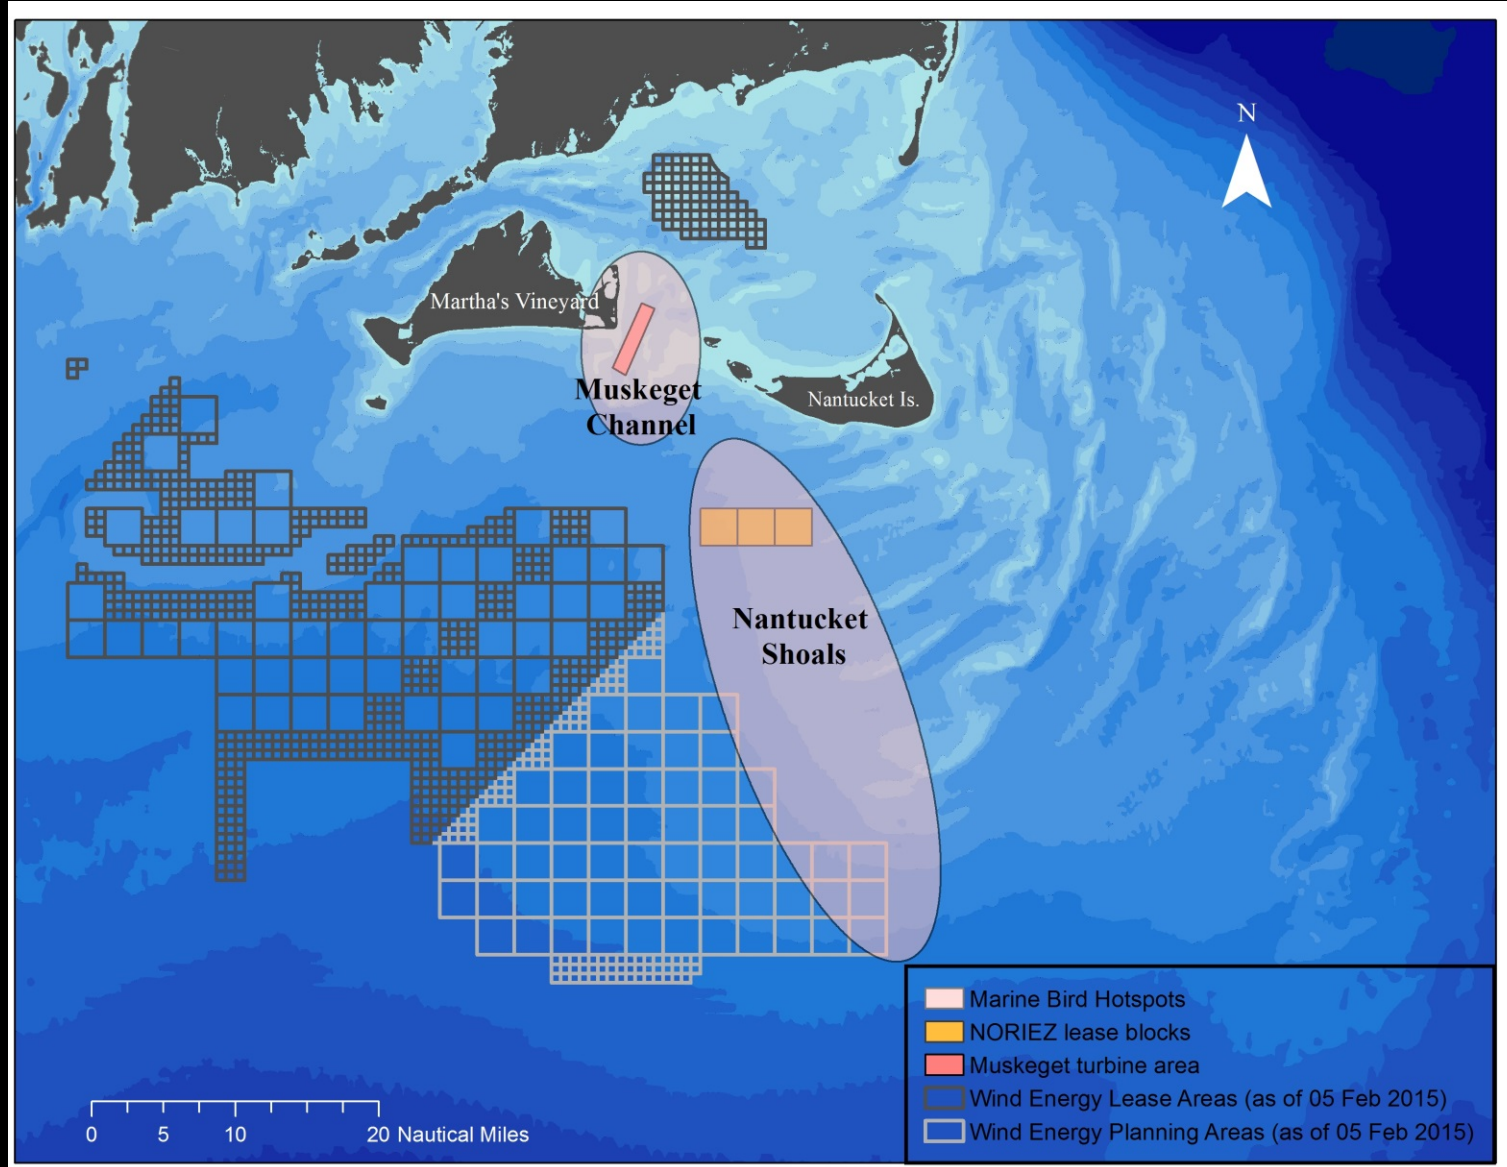 N
Martha's Vineyard
Muskeget
Channel
Nantucket Is.
Nantucket
Shoals
Marine Bird Hotspots
NORIEZ lease blocks
Muskeget turbine area
Wind Energy Lease Areas (as of 05 Feb 2015)
Wind Energy Planning Areas (as of 05 Feb 2015)
0 5 10 20 Nautical Miles